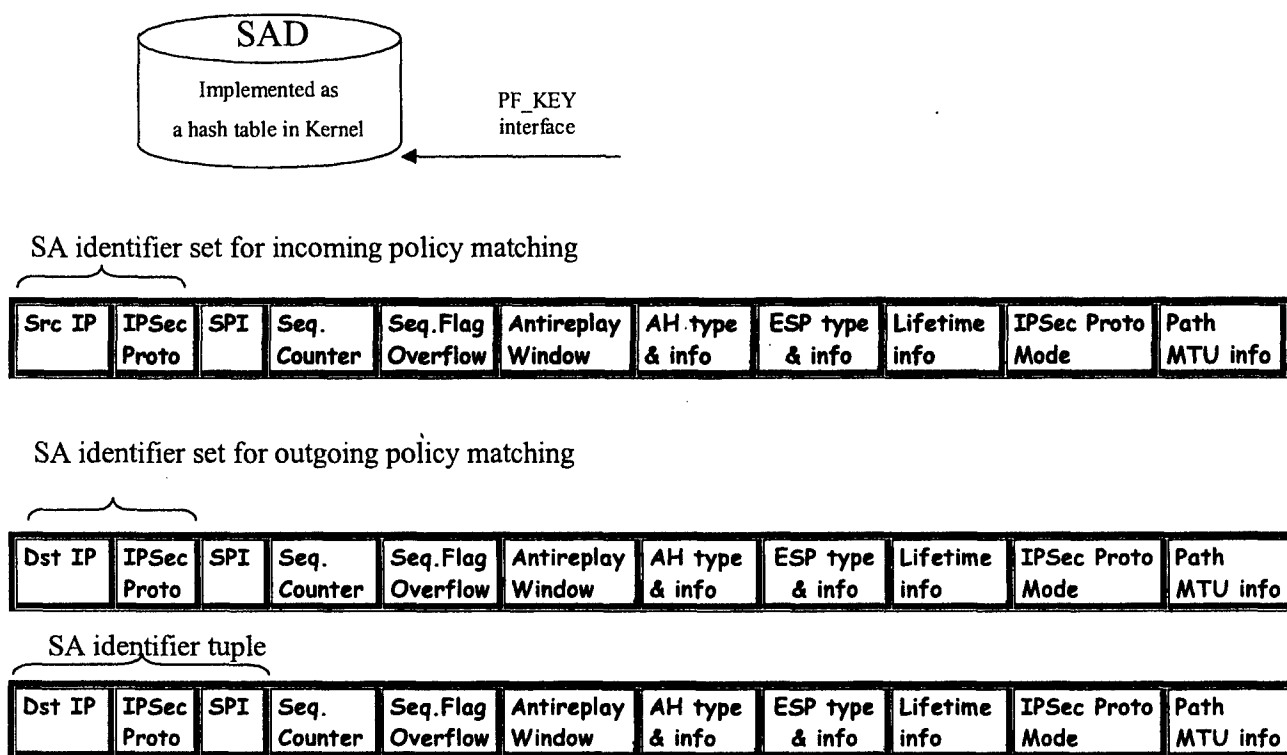 SAD
Implemented as
a hash table in Kernel
PF_KEY
interface
SA identifier set for incoming policy matching
Src IP IPSec Proto SPI Seq. Counter Seq.Flag Overflow Antireplay Window AH type & info ESP type & info Lifetime info IPSec Proto Mode Path MTU info
SA identifier set for outgoing policy matching
Dst IP IPSec Proto SPI Seq. Counter Seq.Flag Overflow Antireplay Window AH type & info ESP type & info Lifetime info IPSec Proto Mode Path MTU info
SA identifier tuple
Dst IP IPSec Proto SPI Seq. Counter Seq.Flag Overflow Antireplay Window AH type & info ESP type & info Lifetime info IPSec Proto Mode Path MTU info